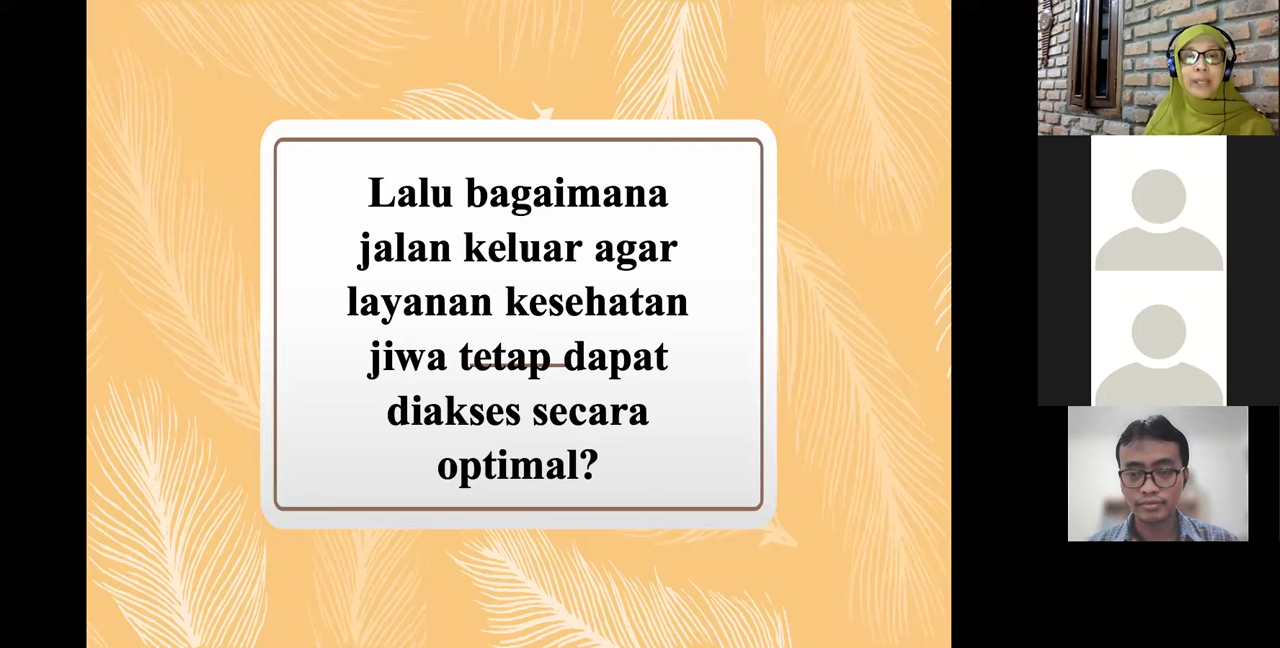 Lalu bagaimana
jalan keluar agar
layanan kesehatan
jiwa tetap dapat
diakses secara
optimal?